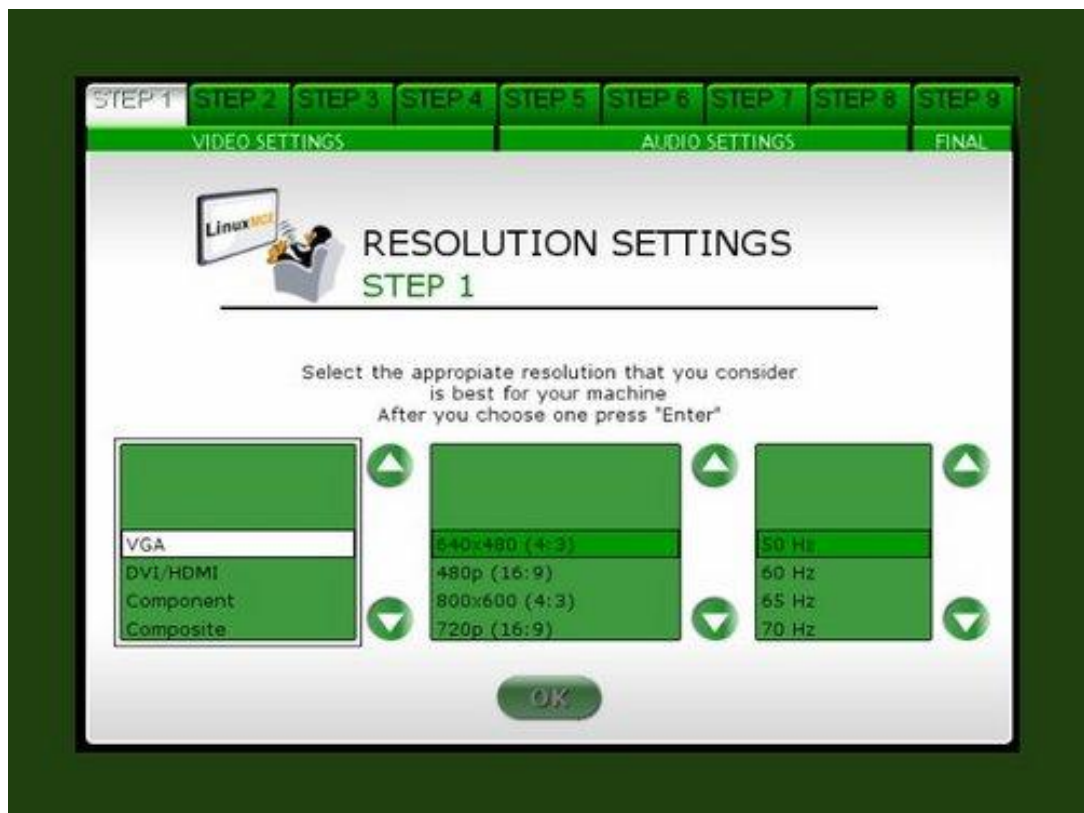 STEP 1 STEP 2 STEP 3 STEP 4 STEP 5 STEP 6 STEP 7 STEP 8 STEP 9
VIDEO SETTINGS AUDIO SETTINGS FINAL
LinuxMCE
RESOLUTION SETTINGS
STEP 1
Select the appropiate resolution that you consider
is best for your machine
After you choose one press "Enter"
VGA 640x480 (4:3) 50 Hz
DVI/HDMI 480p (16:9) 60 Hz
Component 800x600 (4:3) 65 Hz
Composite 720p (16:9) 70 Hz
OK